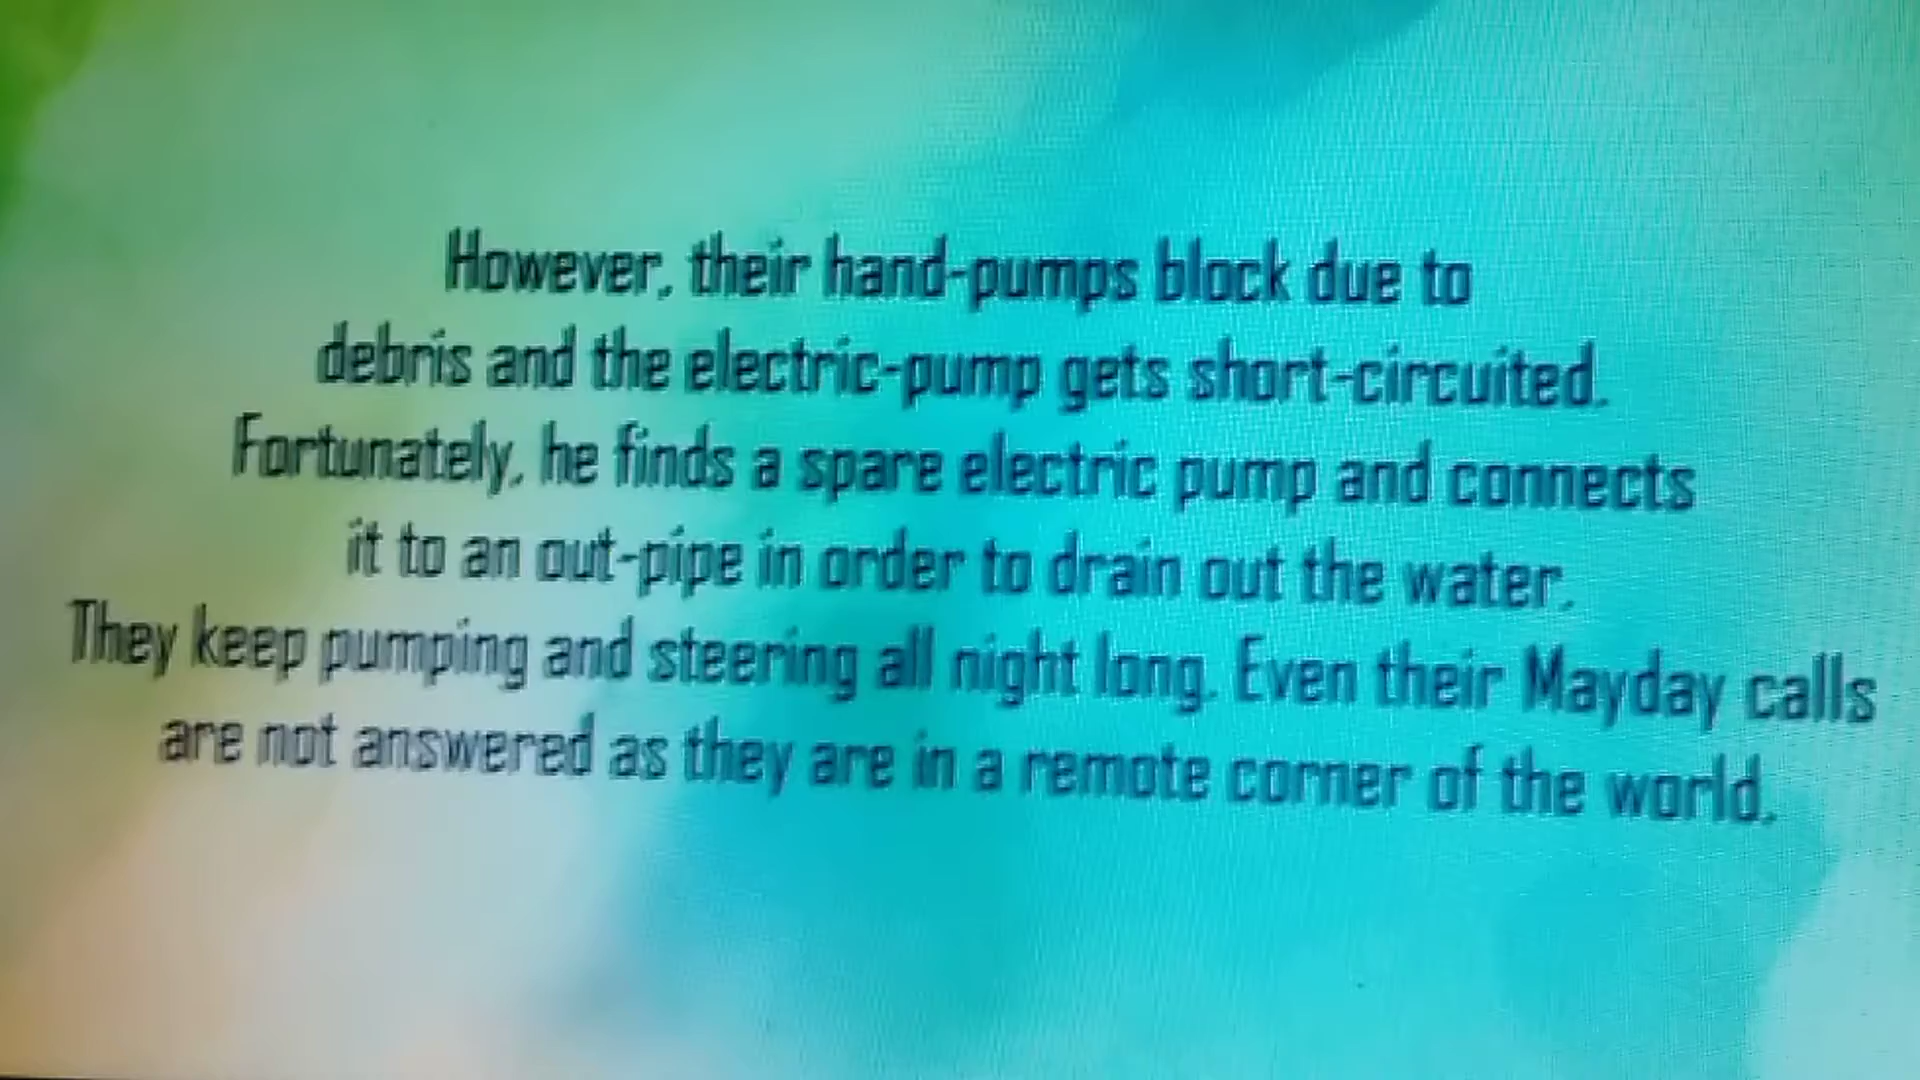 However, their hand-pumps block due to
debris and the electric-pump gets short-circuited.
Fortunately, he finds a spare electric pump and connects
it to an out-pipe in order to drain out the water.
They keep pumping and steering all night long. Even their Mayday calls
are not answered as they are in a remote corner of the world.